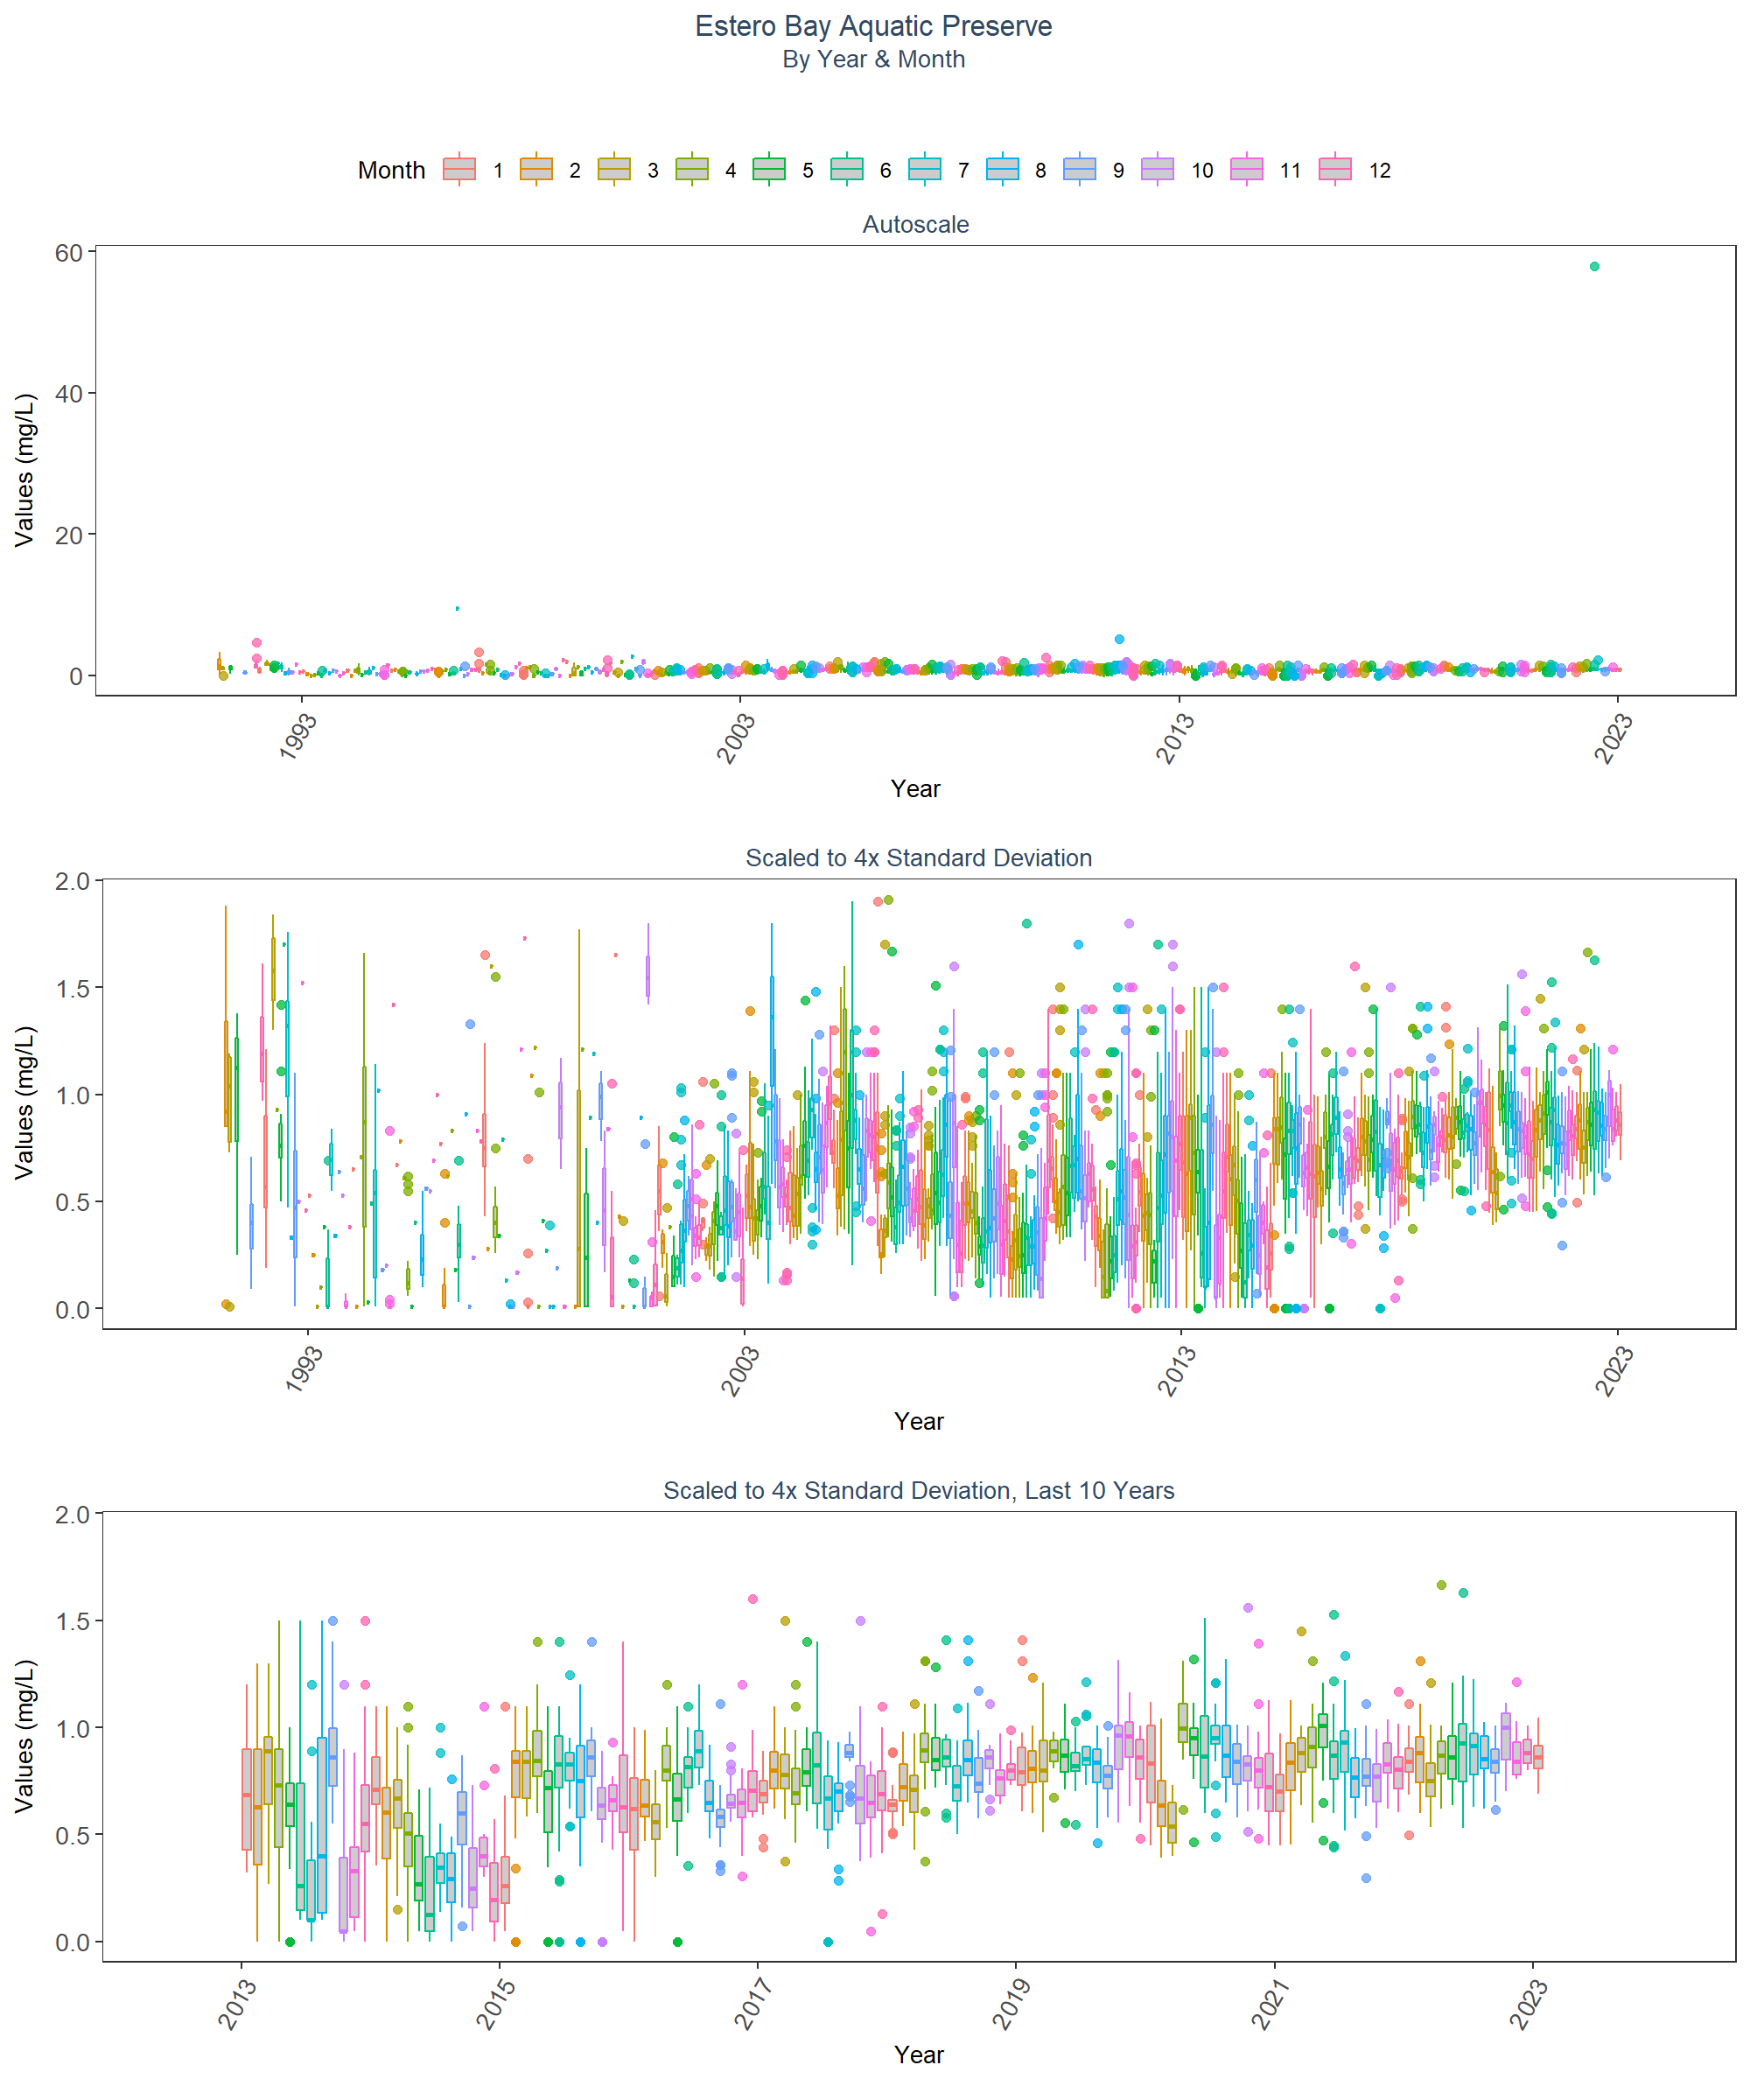 Estero Bay Aquatic Preserve
By Year & Month
Month 1 2 3 4 5 6 7 8 9 10 11 12
Autoscale
60
40
20
0
Values (mg/L)
1993 2003 2013 2023
Year
Scaled to 4x Standard Deviation
2.0
1.5
1.0
0.5
0.0
Values (mg/L)
1993 2003 2013 2023
Year
Scaled to 4x Standard Deviation, Last 10 Years
2.0
1.5
1.0
0.5
0.0
Values (mg/L)
2013 2015 2017 2019 2021 2023
Year